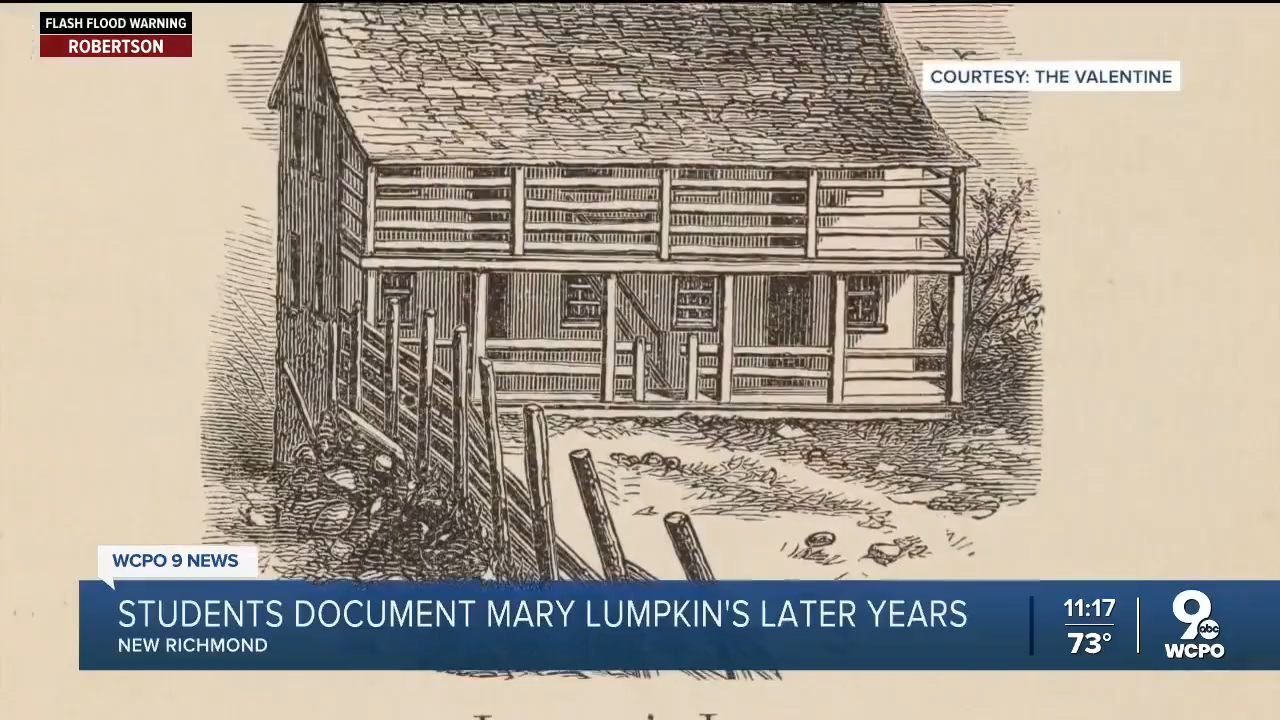 FLASH FLOOD WARNING
ROBERTSON
COURTESY: THE VALENTINE
WCPO 9 NEWS
STUDENTS DOCUMENT MARY LUMPKIN'S LATER YEARS
NEW RICHMOND
11:17
73°
9
abc
WCPO